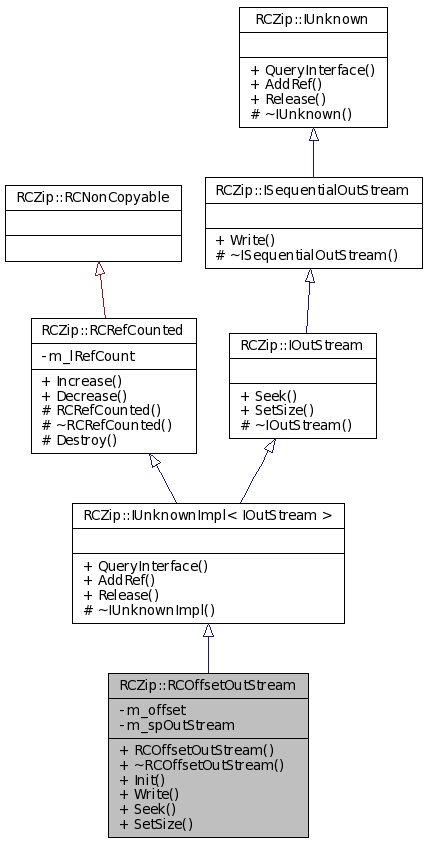 RCZip::IUnknown
+ QueryInterface()
+ AddRef()
+ Release()
# ~IUnknown()
RCZip::RCNonCopyable
RCZip::ISequentialOutStream
+ Write()
# ~ISequentialOutStream()
RCZip::RCRefCounted
- m_lRefCount
+ Increase()
+ Decrease()
# RCRefCounted()
# ~RCRefCounted()
# Destroy()
RCZip::IOutStream
+ Seek()
+ SetSize()
# ~IOutStream()
RCZip::IUnknownImpl< IOutStream >
+ QueryInterface()
+ AddRef()
+ Release()
# ~IUnknownImpl()
RCZip::RCOffsetOutStream
- m_offset
- m_spOutStream
+ RCOffsetOutStream()
+ ~RCOffsetOutStream()
+ Init()
+ Write()
+ Seek()
+ SetSize()